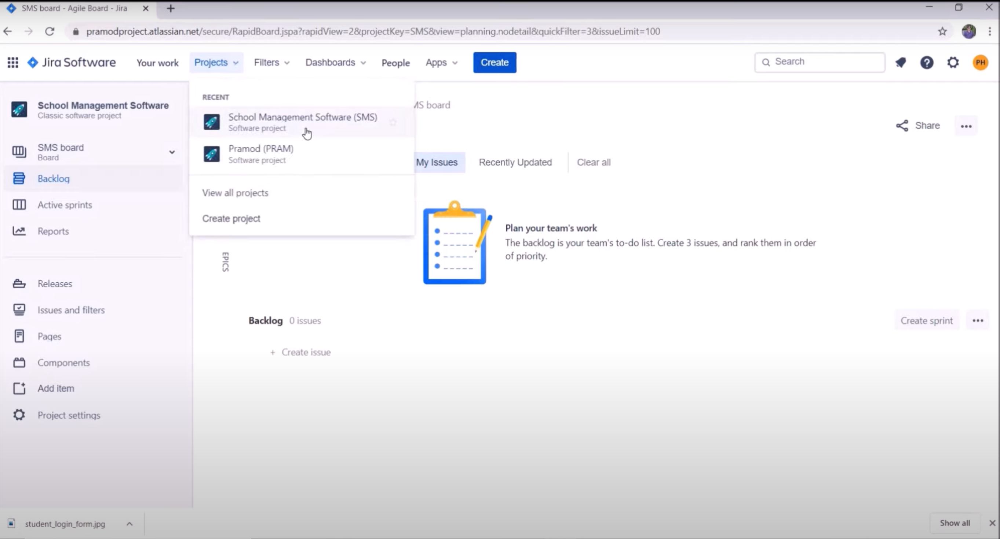 SMS board - Agile Board - Jira
pramodproject.atlassian.net/secure/RapidBoard.jspa?rapidView=2&projectKey=SMS&view=planning.nodetail&quickFilter=3&issueLimit=100
Jira Software Your work Projects Filters Dashboards People Apps Create Search PH
School Management Software
Classic software project
SMS board
Board
Backlog
Active sprints
Reports
Releases
Issues and filters
Pages
Components
Add item
Project settings
RECENT
School Management Software (SMS)
Software project
Pramod (PRAM)
Software project
View all projects
Create project
MS board
Share
My Issues Recently Updated Clear all
EPICS
Plan your team's work
The backlog is your team's to-do list. Create 3 issues, and rank them in order
of priority.
Backlog 0 issues Create sprint
+ Create issue
student_login_form.jpg Show all